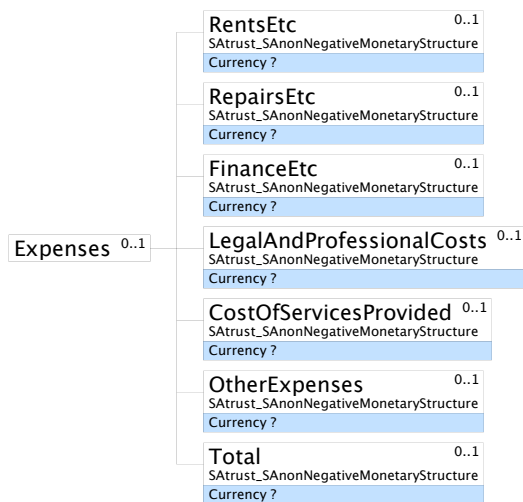 RentsEtc 0..1
SAtrust_SAnonNegativeMonetaryStructure
Currency ?
RepairsEtc 0..1
SAtrust_SAnonNegativeMonetaryStructure
Currency ?
FinanceEtc 0..1
SAtrust_SAnonNegativeMonetaryStructure
Currency ?
Expenses 0..1
LegalAndProfessionalCosts 0..1
SAtrust_SAnonNegativeMonetaryStructure
Currency ?
CostOfServicesProvided 0..1
SAtrust_SAnonNegativeMonetaryStructure
Currency ?
OtherExpenses 0..1
SAtrust_SAnonNegativeMonetaryStructure
Currency ?
Total 0..1
SAtrust_SAnonNegativeMonetaryStructure
Currency ?